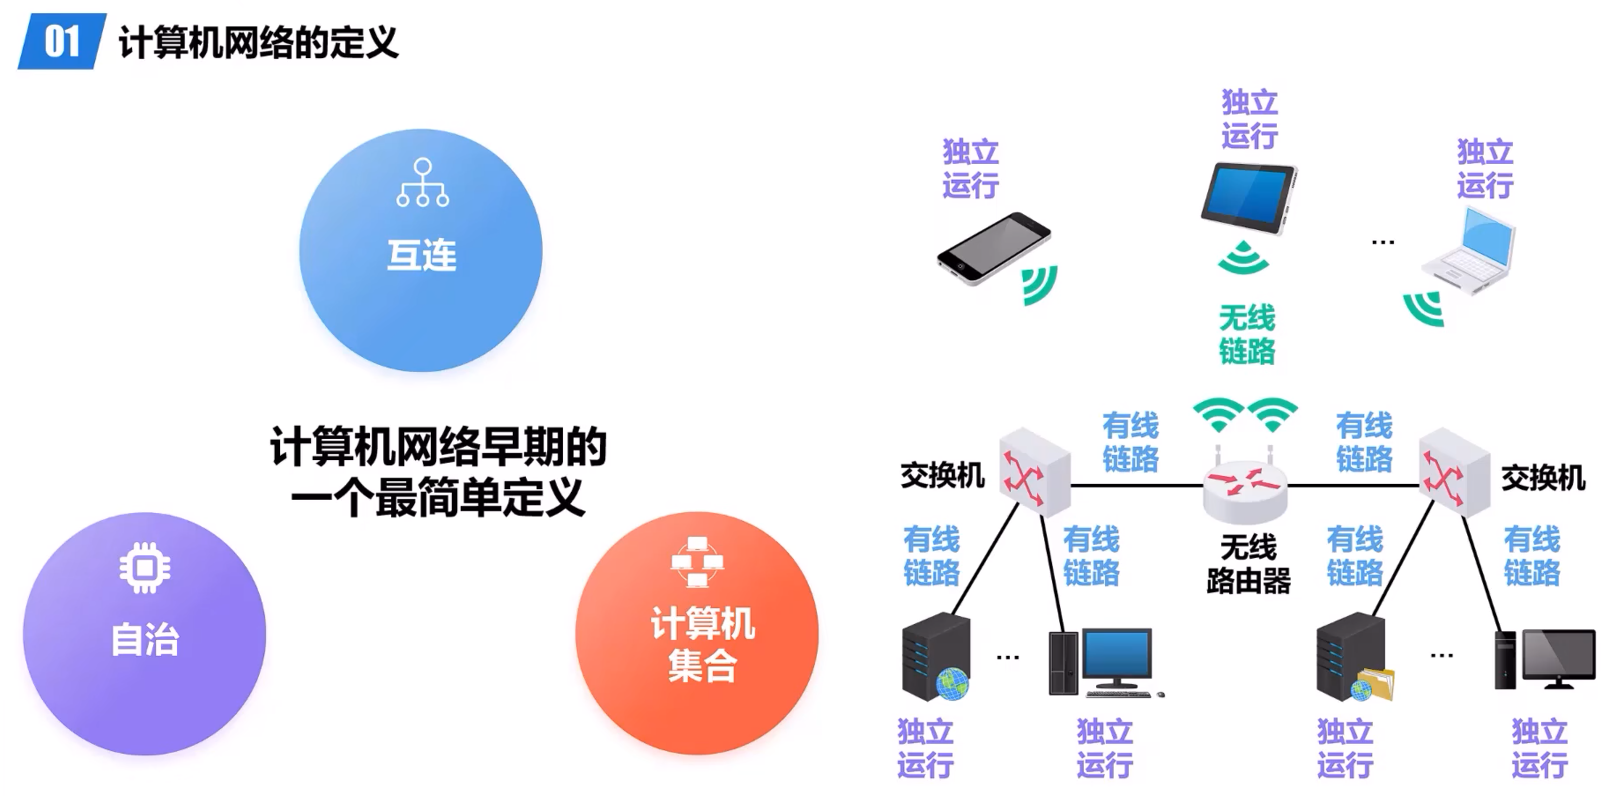 01 计算机网络的定义
互连
计算机网络早期的
一个最简单定义
自治
计算机
集合
独立
运行
独立
运行
独立
运行
...
无线
链路
有线
链路
有线
链路
交换机
交换机
无线
路由器
有线
链路
有线
链路
有线
链路
有线
链路
...
...
独立
运行
独立
运行
独立
运行
独立
运行